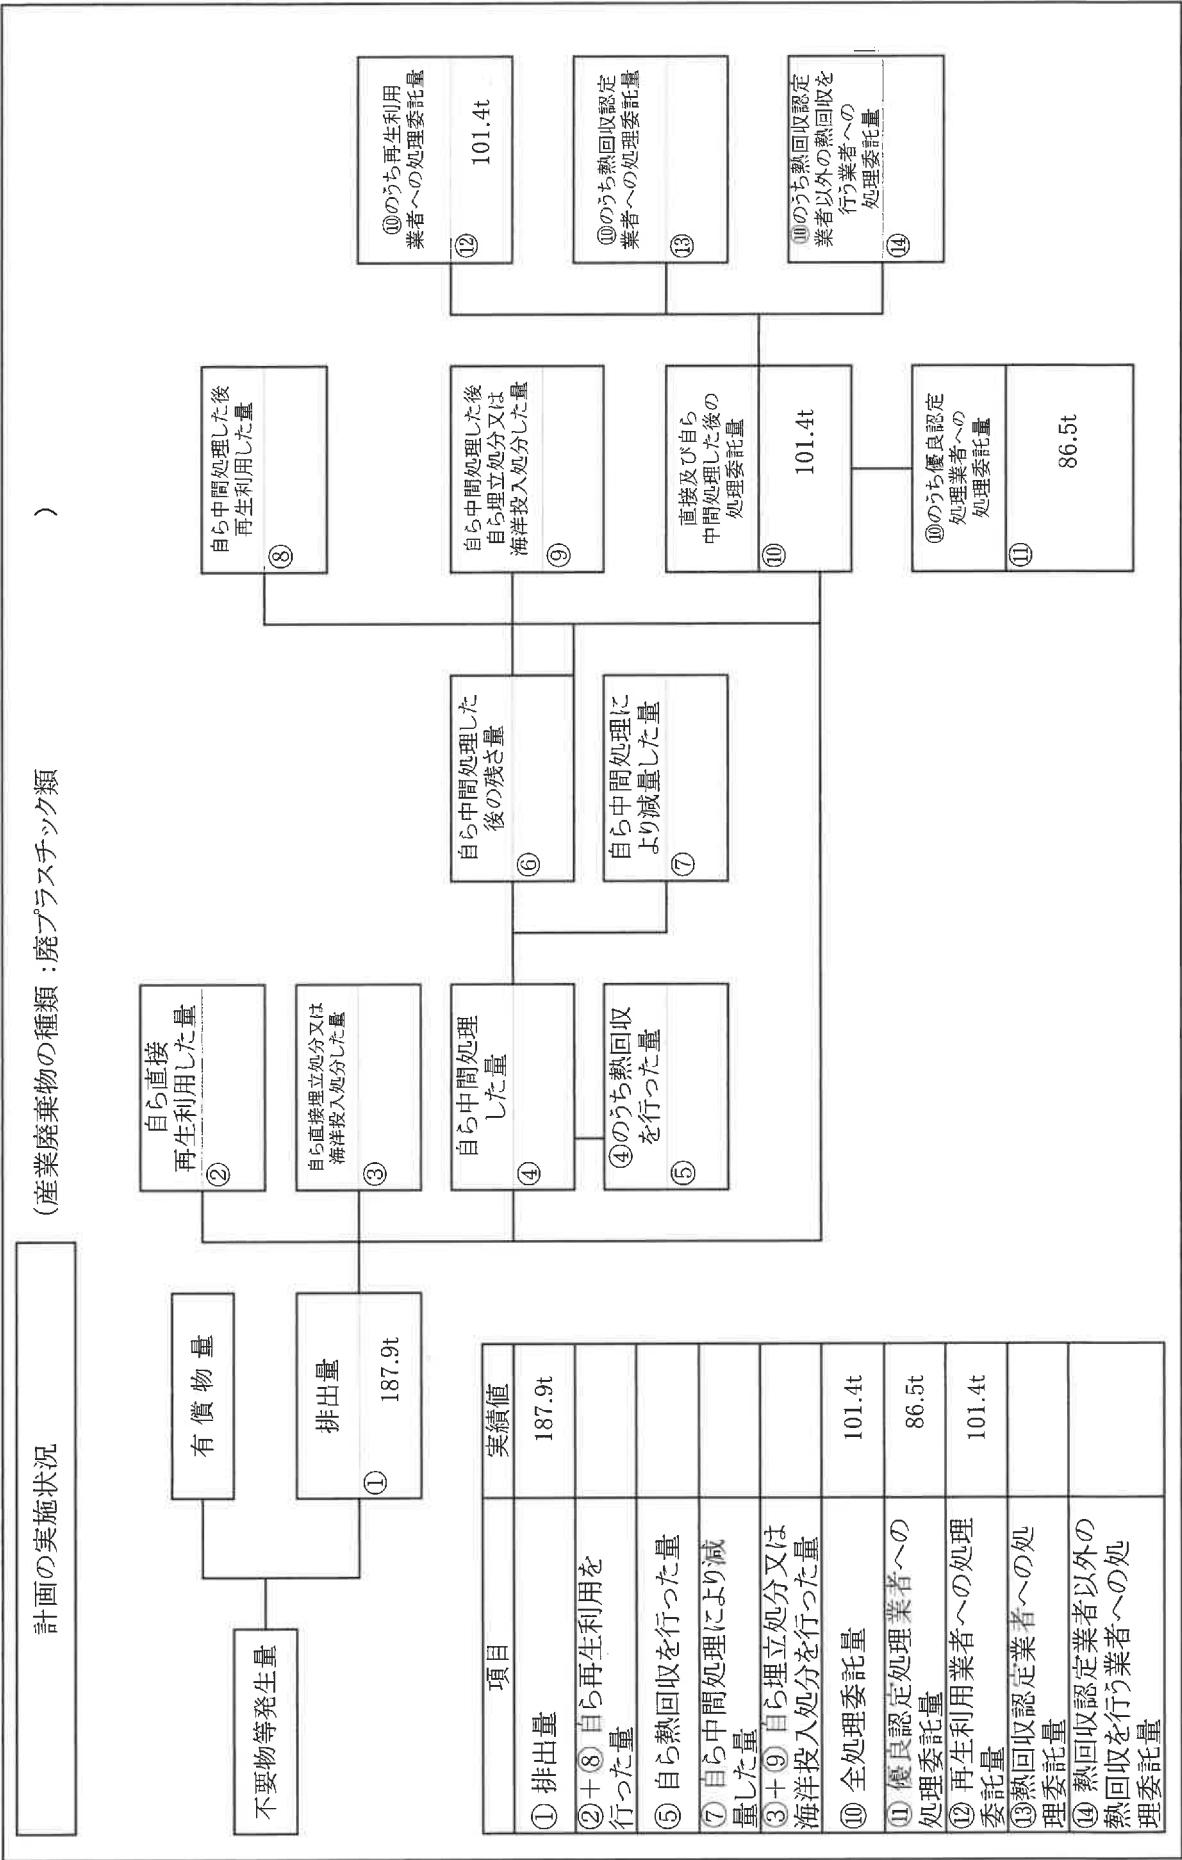 計画の実施状況
(産業廃棄物の種類：廃プラスチック類
)
不要物等発生量
有償物量
排出量
①
187.9t
自ら直接
再生利用した量
②
自ら直接埋立処分又は
海洋投入処分した量
③
自ら中間処理
した量
④
④のうち熱回収
を行った量
⑤
自ら中間処理した
後の残さ量
⑥
自ら中間処理に
より減量した量
⑦
自ら中間処理した後
再生利用した量
⑧
自ら中間処理した後
自ら埋立処分又は
海洋投入処分した量
⑨
直接及び自ら
中間処理した後の
処理委託量
⑩
101.4t
⑩のうち優良認定
処理業者への
処理委託量
⑪
86.5t
⑩のうち再生利用
業者への処理委託量
⑫
101.4t
⑩のうち熱回収認定
業者への処理委託量
⑬
⑩のうち熱回収認定
業者以外の熱回収を
行う業者への
処理委託量
⑭
項目 実績値
① 排出量 187.9t
②＋⑧ 自ら再生利用を
行った量
⑤ 自ら熱回収を行った量
⑦ 自ら中間処理により減
量した量
③＋⑨ 自ら埋立処分又は
海洋投入処分を行った量
⑩ 全処理委託量 101.4t
⑪ 優良認定処理業者への
処理委託量 86.5t
⑫ 再生利用業者への処理
委託量 101.4t
⑬熱回収認定業者への処
理委託量
⑭ 熱回収認定業者以外の
熱回収を行う業者への処
理委託量